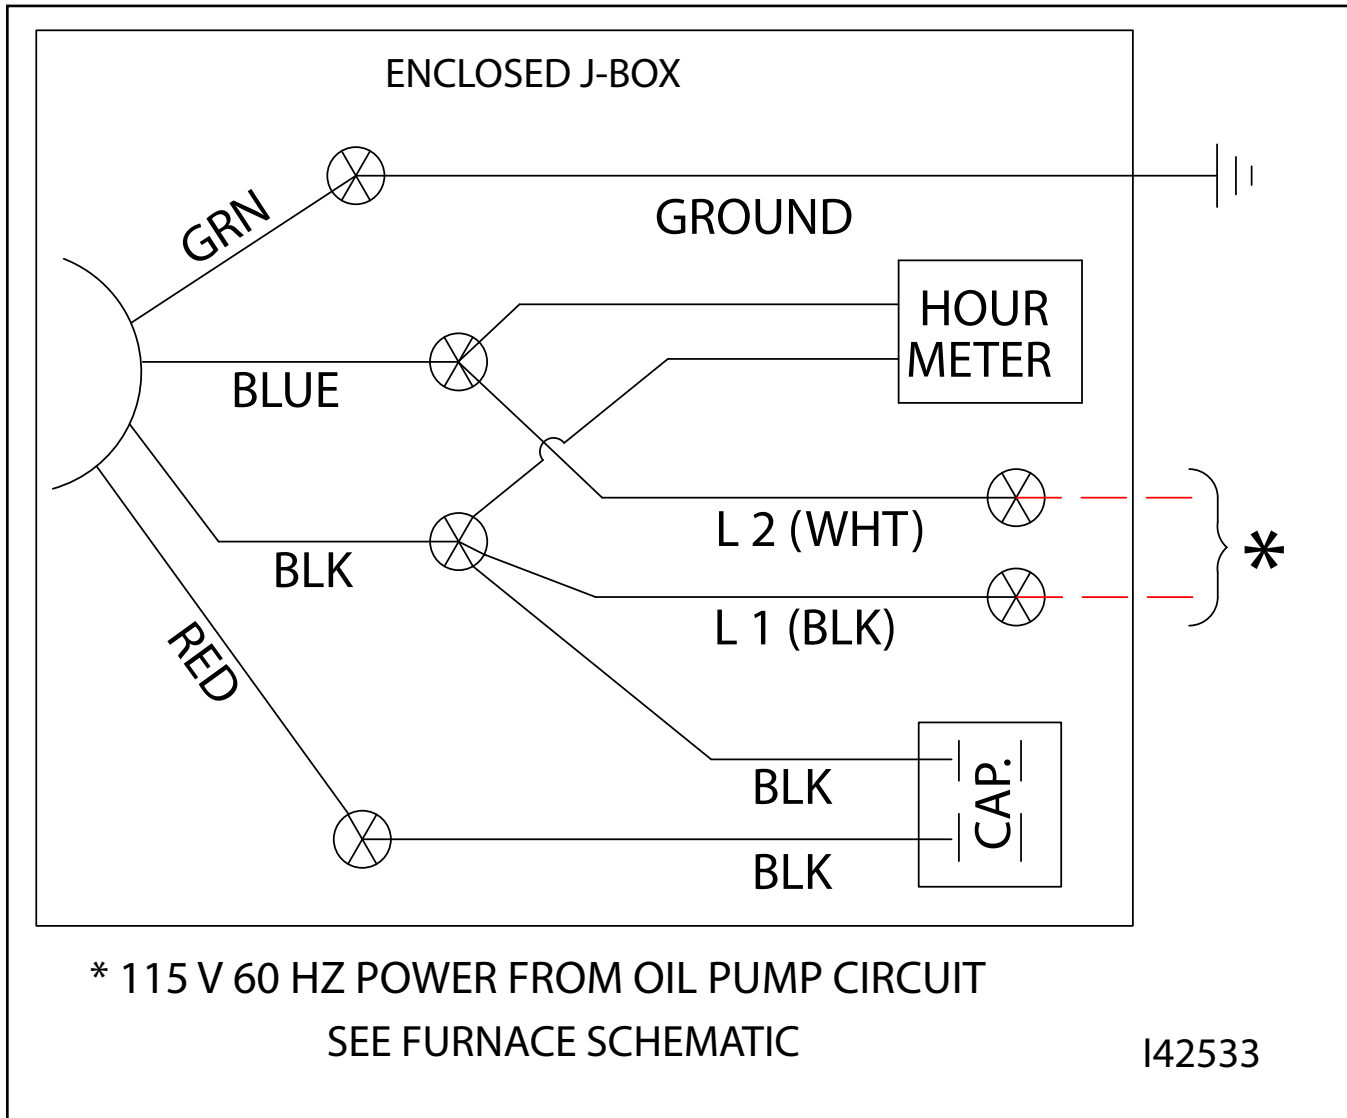 ENCLOSED J-BOX
GRN
GROUND
HOUR
METER
BLUE
L 2 (WHT)
*
BLK
L 1 (BLK)
RED
CAP.
BLK
BLK
* 115 V 60 HZ POWER FROM OIL PUMP CIRCUIT
SEE FURNACE SCHEMATIC
I42533